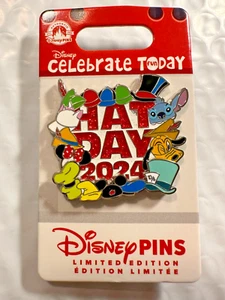 Disney
Celebrate Today
HAT
DAY
2024
Disney PINS
LIMITED EDITION
ÉDITION LIMITÉE